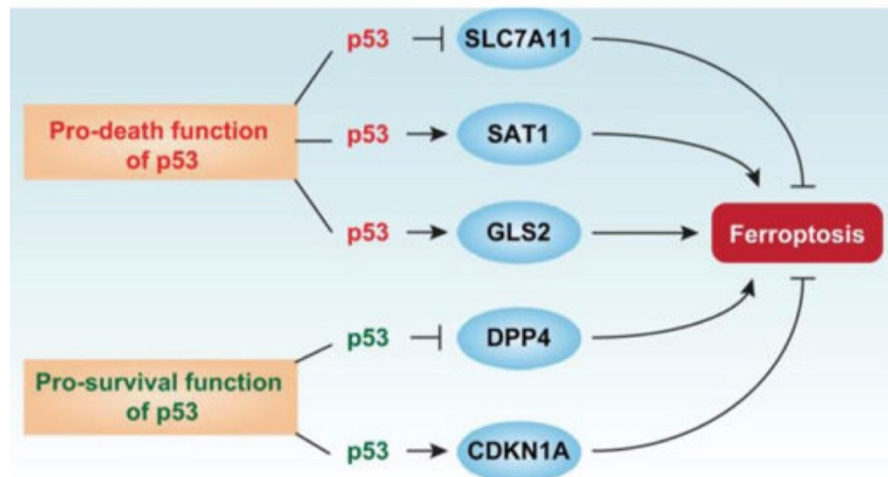 p53 SLC7A11
Pro-death function
of p53
p53 SAT1
p53 GLS2
Ferroptosis
p53 DPP4
Pro-survival function
of p53
p53 CDKN1A